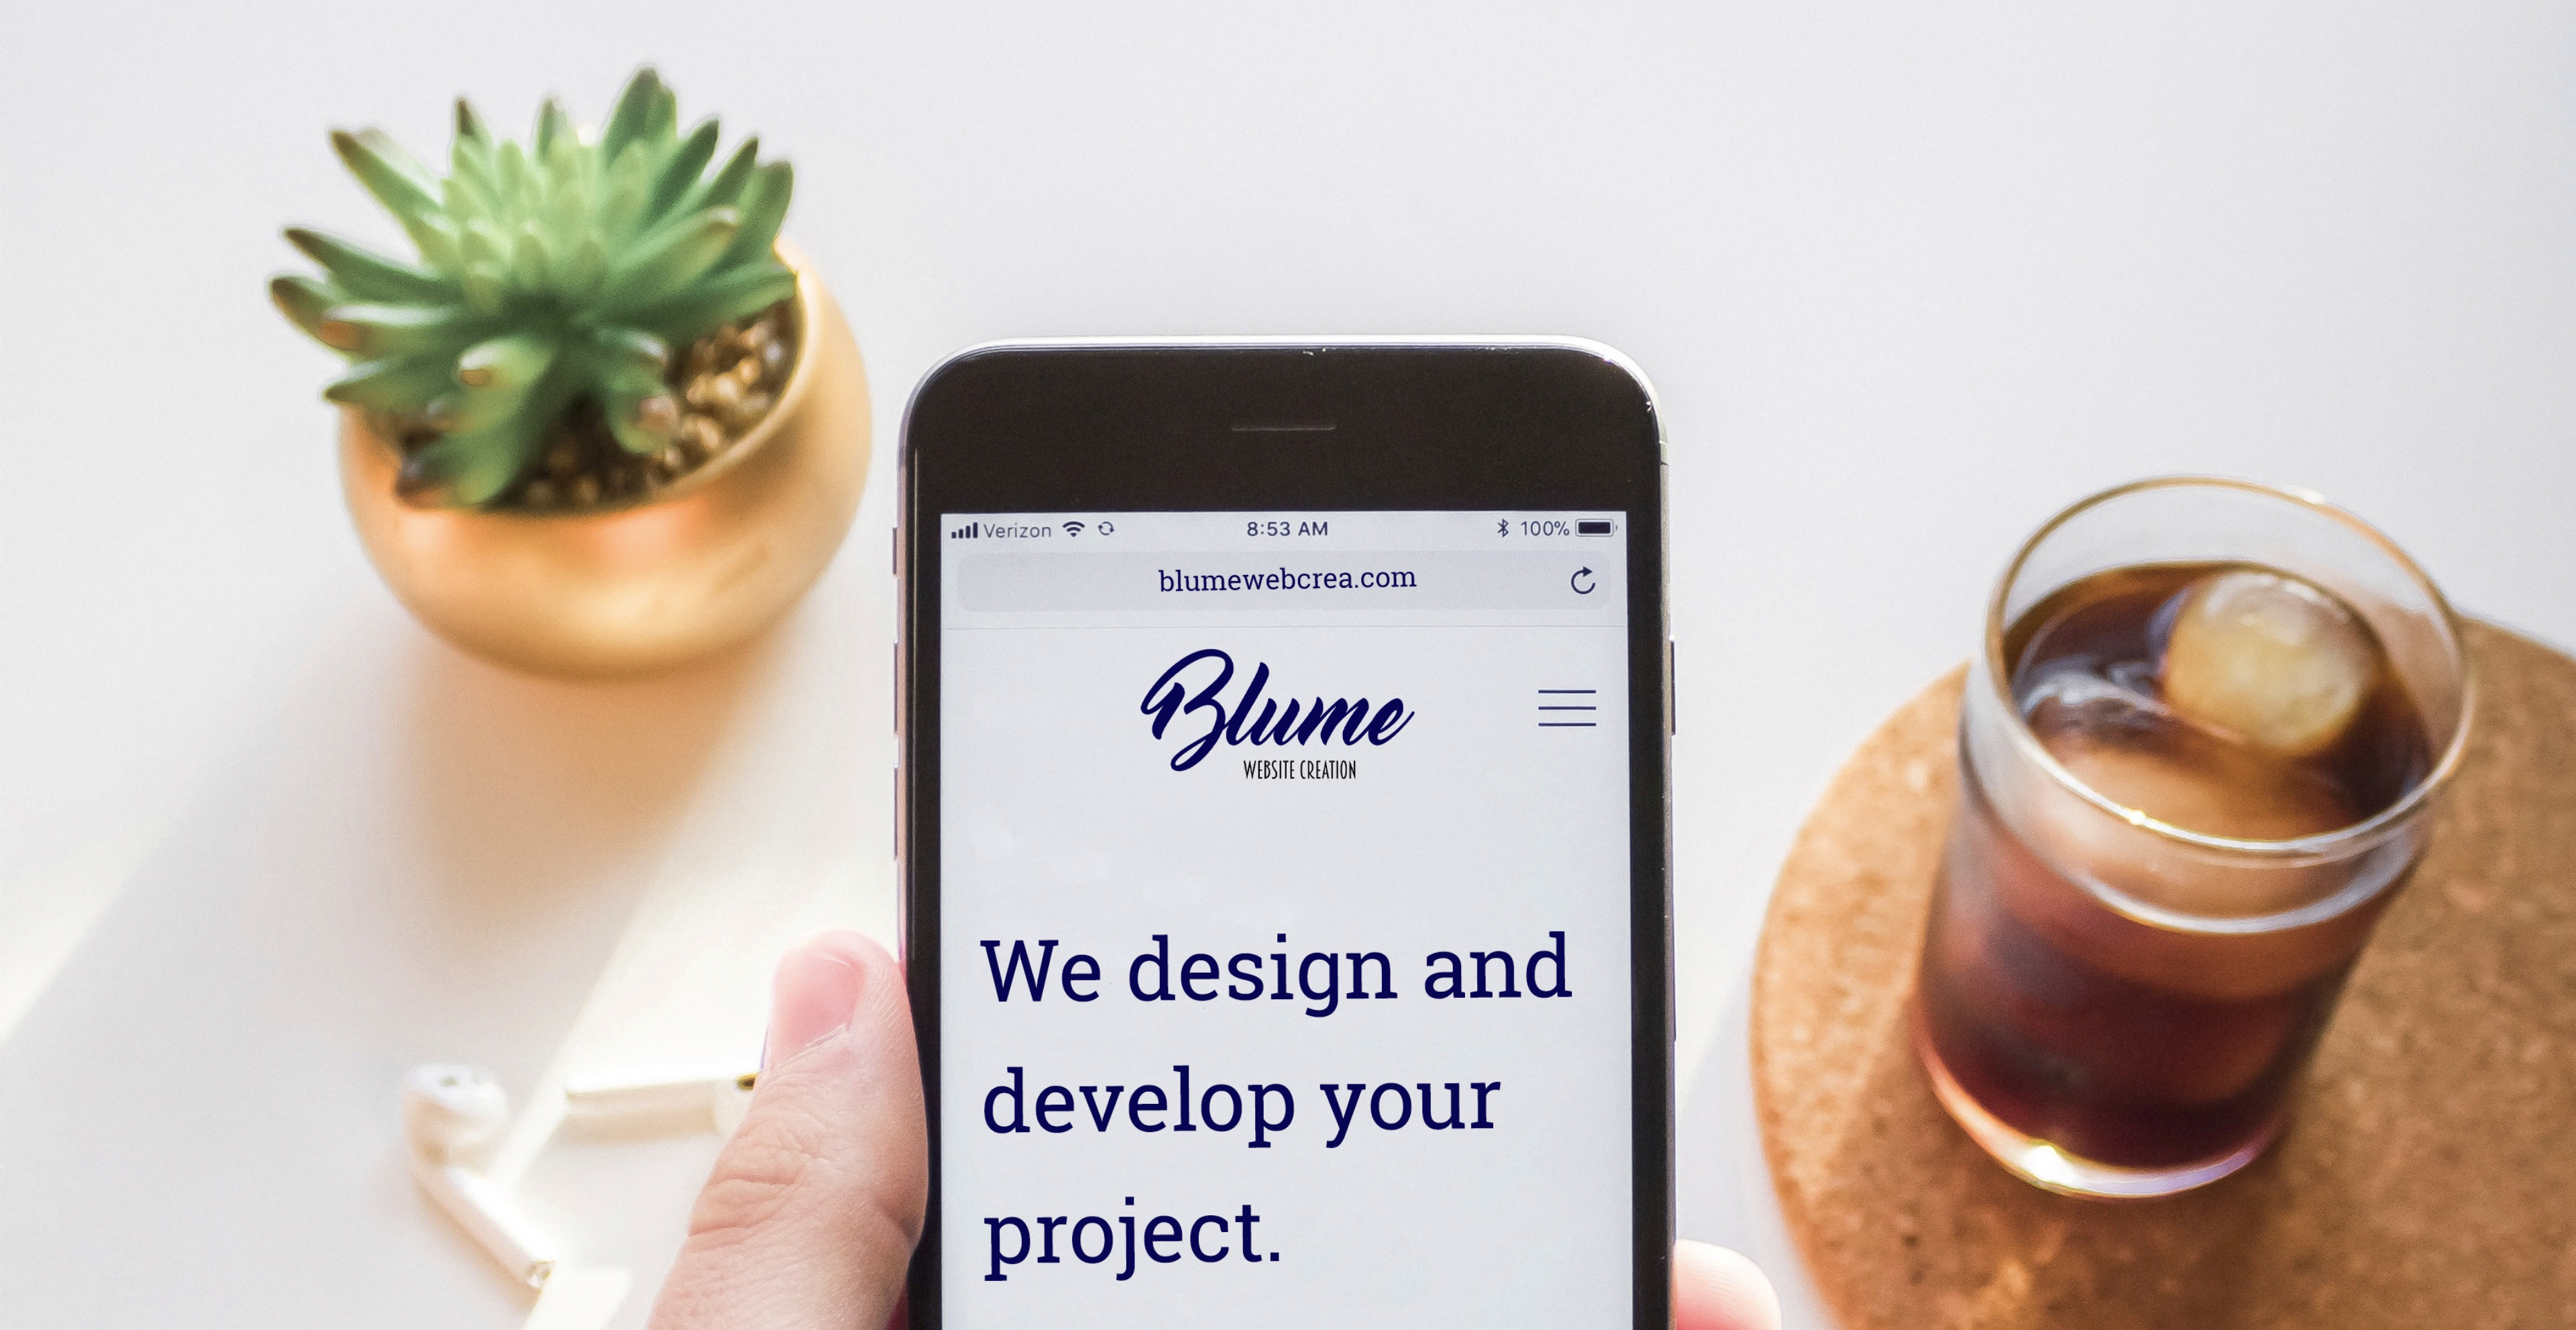 Verizon 8:53 AM 100%
blumewebcrea.com
Blume
WEBSITE CREATION
We design and
develop your
project.